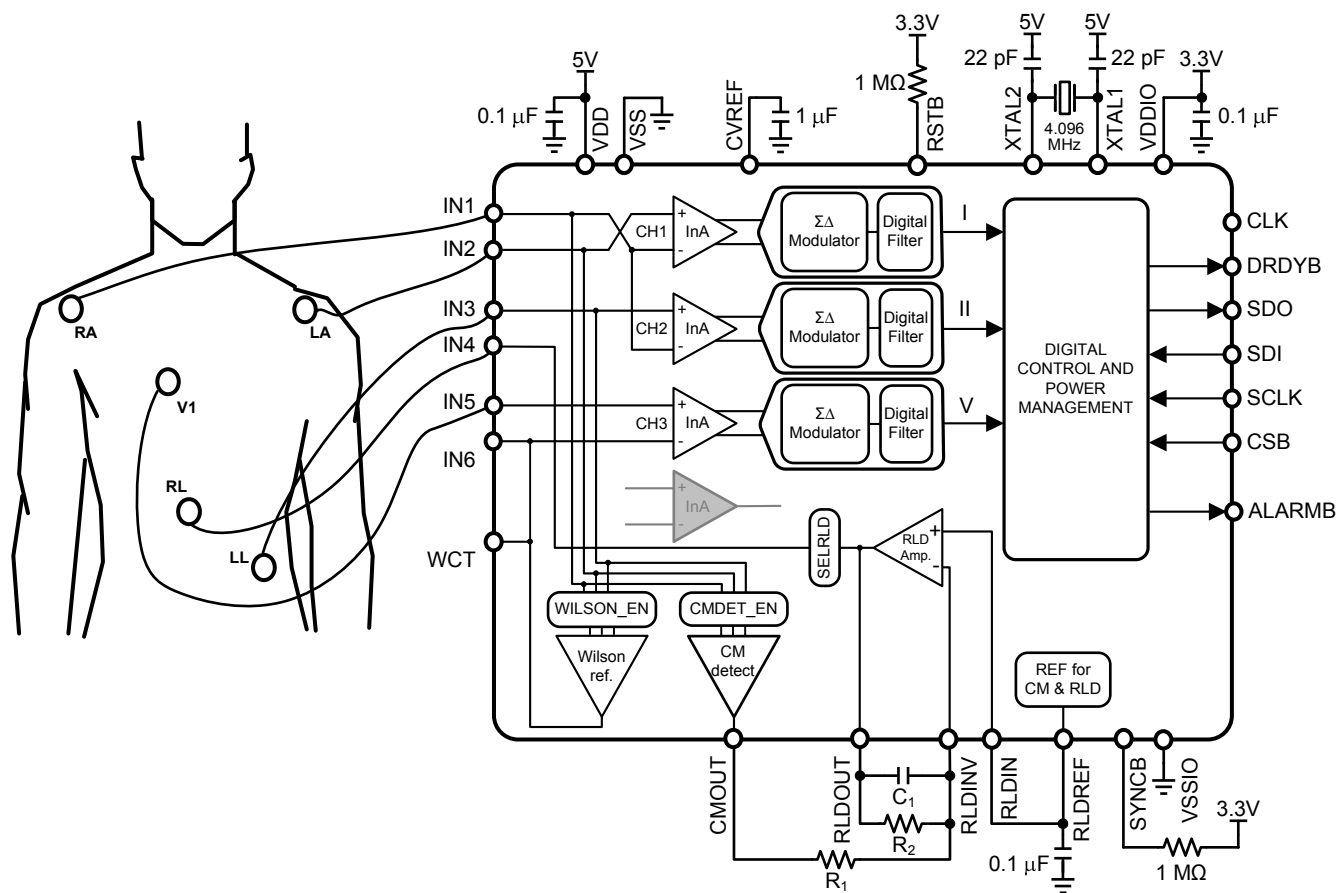 3.3V
5V
5V
22 pF
22 pF
3.3V
5V
1 MΩ
0.1 µF
1 µF
4.096
MHz
0.1 µF
VDD
VSS
CVREF
RSTB
XTAL2
XTAL1
VDDIO
IN1
IN2
IN3
IN4
IN5
IN6
WCT
RA
LA
V1
RL
LL
+
CH1
InA
-
ΣΔ
Modulator
Digital
Filter
I
+
CH2
InA
-
ΣΔ
Modulator
Digital
Filter
II
+
CH3
InA
-
ΣΔ
Modulator
Digital
Filter
V
+
InA
-
DIGITAL
CONTROL AND
POWER
MANAGEMENT
CLK
DRDYB
SDO
SDI
SCLK
CSB
ALARMB
SELRLD
RLD
Amp.
+
-
WILSON_EN
CMDET_EN
Wilson
ref.
CM
detect
REF for
CM & RLD
CMOUT
RLDOUT
RLDINV
RLDIN
RLDREF
SYNCB
VSSIO
C1
R2
R1
0.1 µF
3.3V
1 MΩ